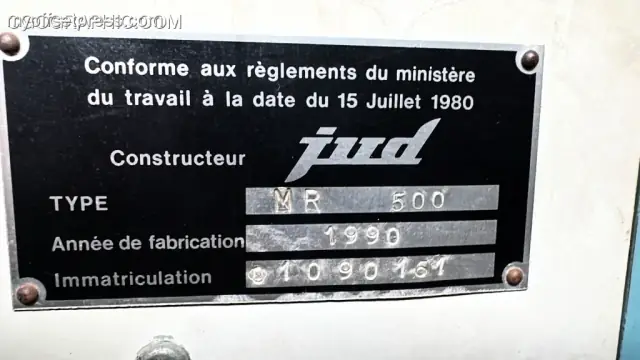 Conforme aux règlements du ministère
du travail à la date du 15 Juillet 1980
Constructeur jud
TYPE MR 500
Année de fabrication 1990
Immatriculation 1090161